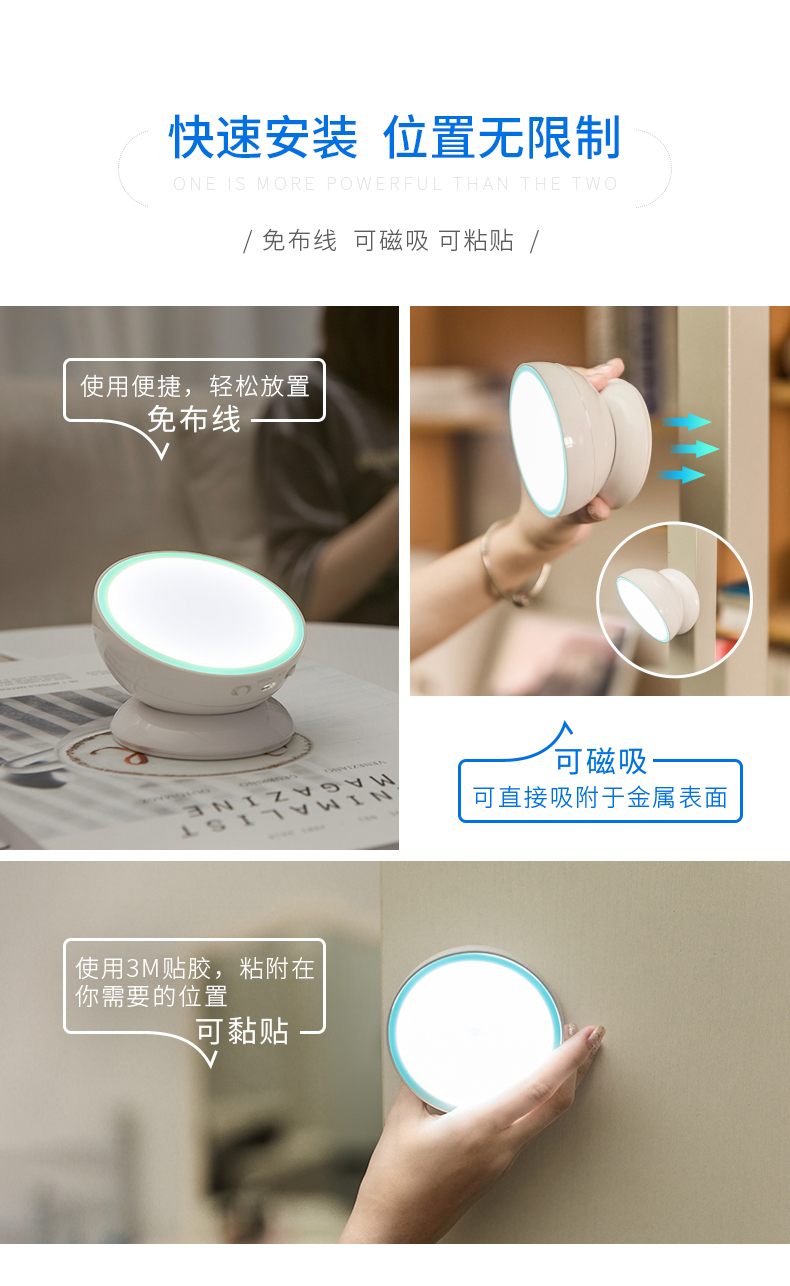 快速安装 位置无限制
ONE IS MORE POWERFUL THAN THE TWO
/ 免布线 可磁吸 可粘贴 /
使用便捷，轻松放置
免布线
VENEZIANO
MAGAZINE
NIMALIST
可磁吸
可直接吸附于金属表面
使用3M贴胶，粘附在
你需要的位置
可黏贴